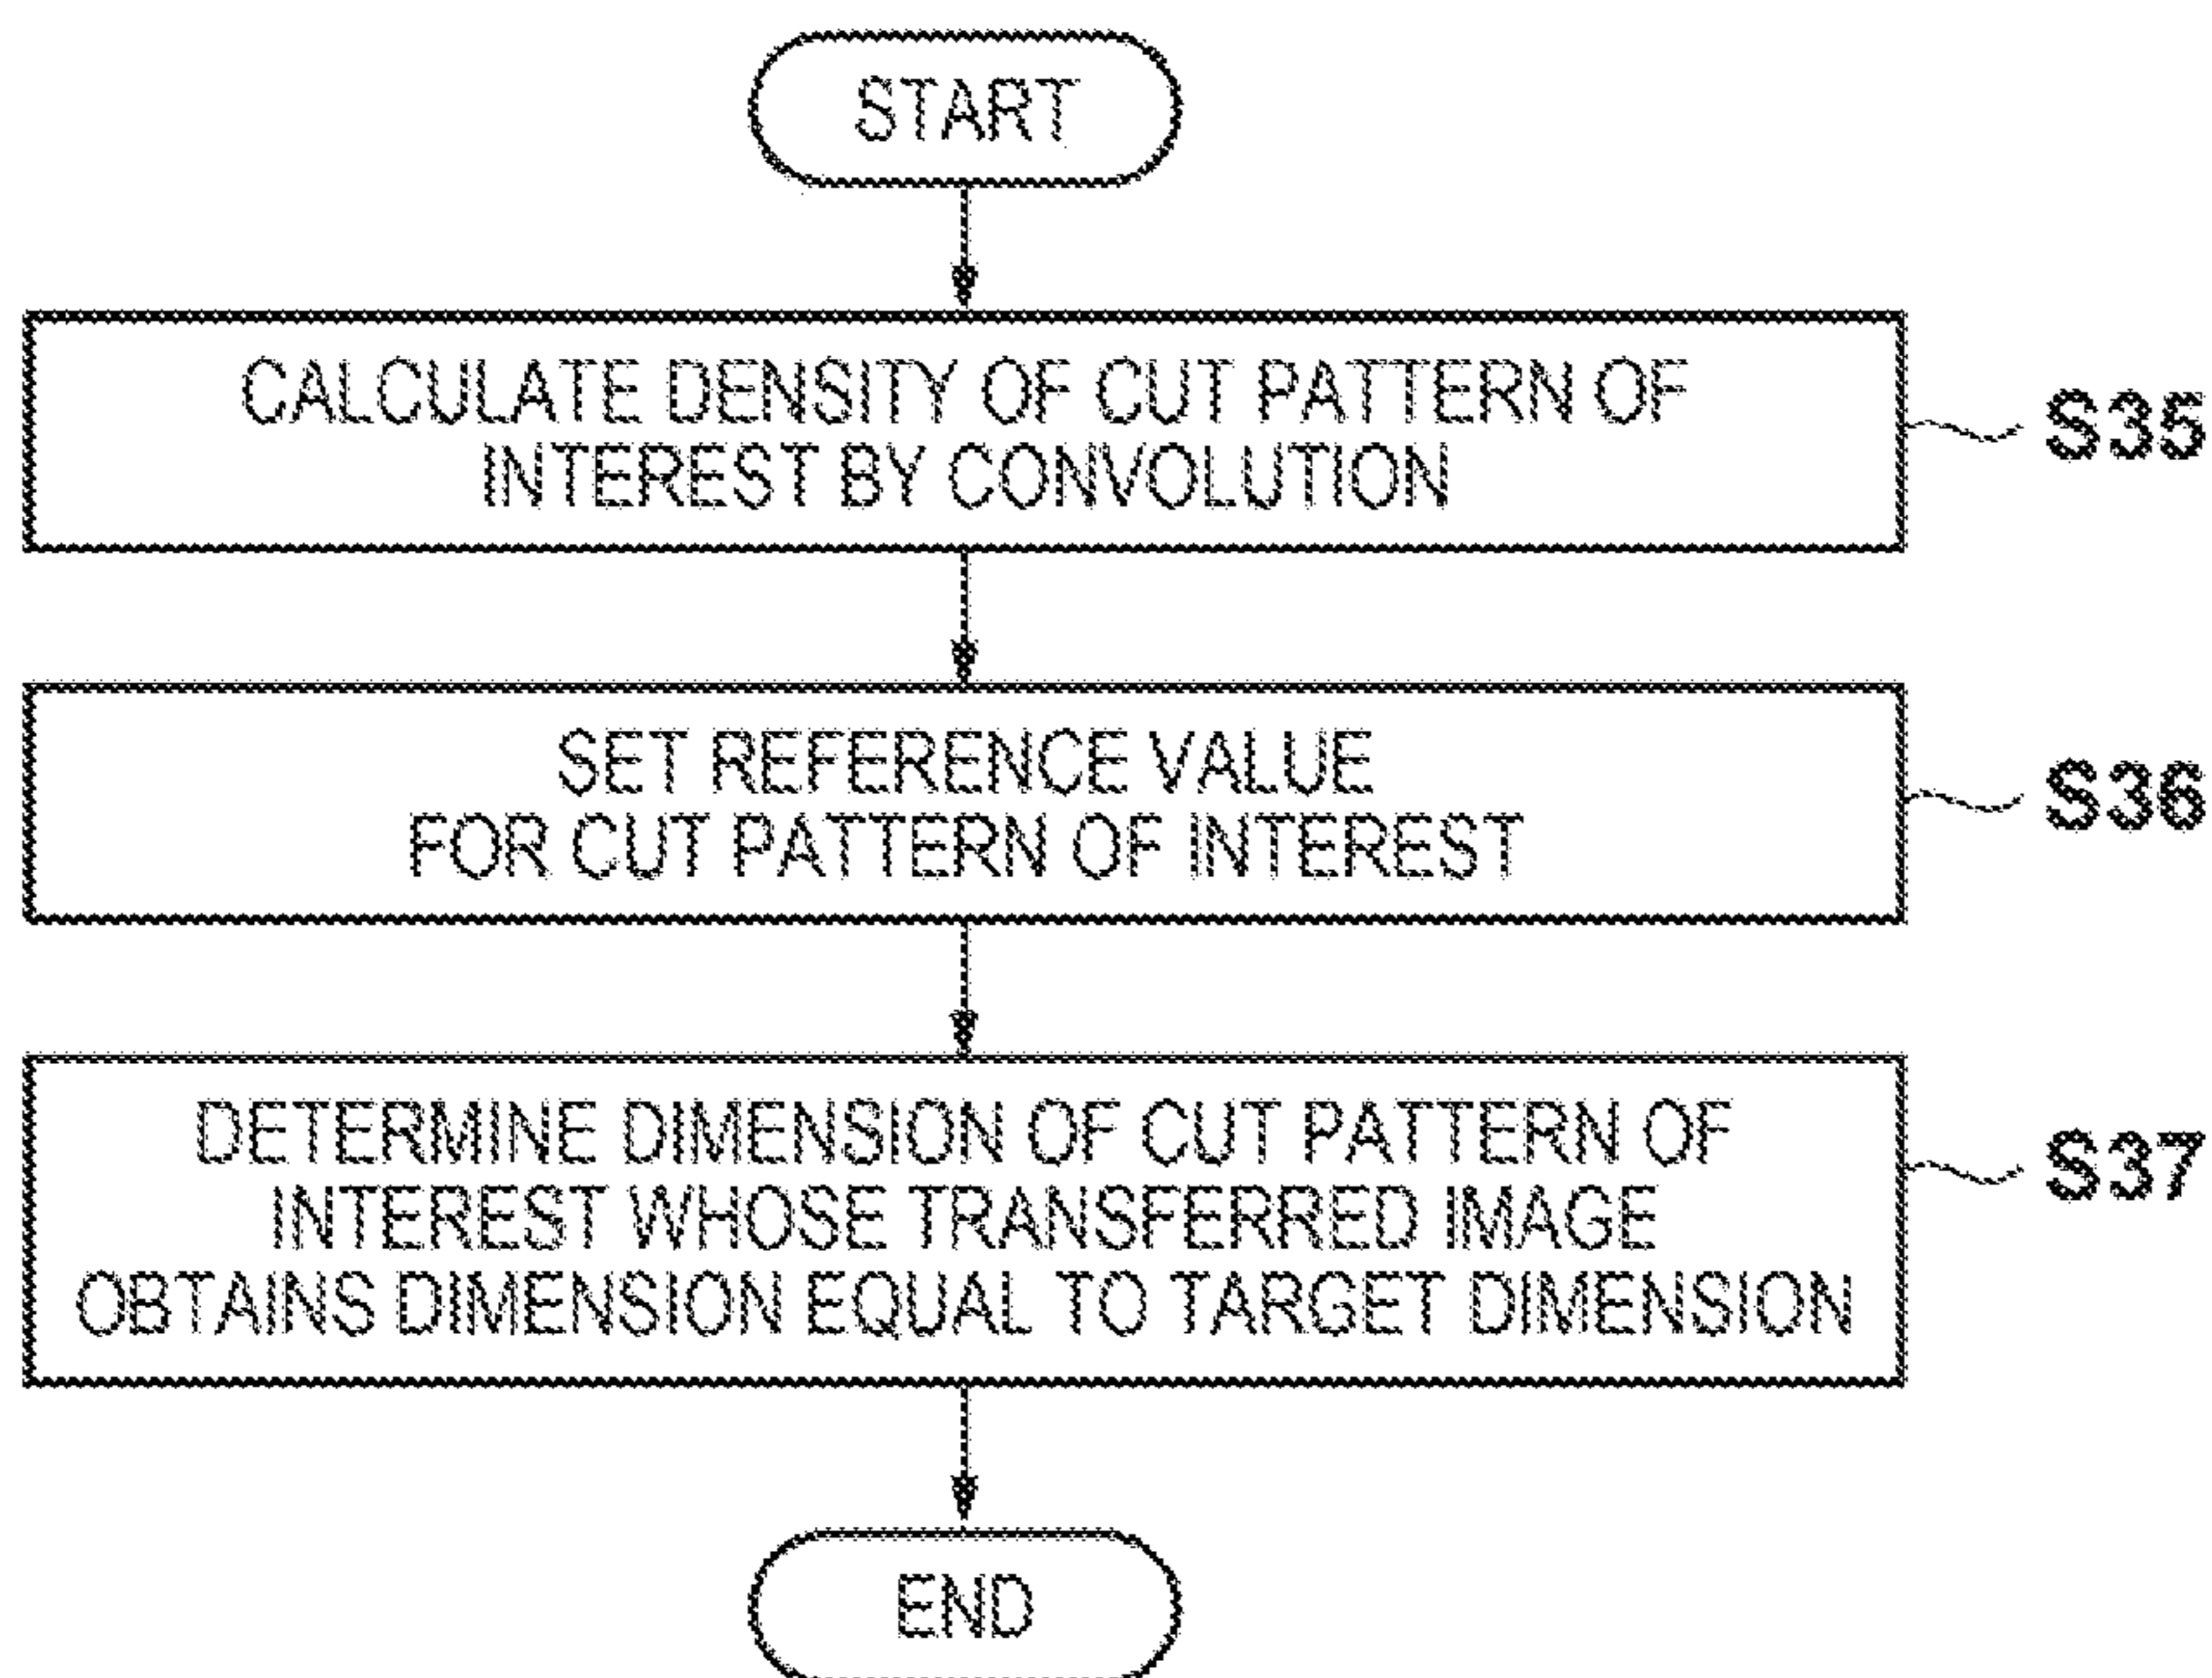 START
CALCULATE DENSITY OF CUT PATTERN OF
INTEREST BY CONVOLUTION
S35
SET REFERENCE VALUE
FOR CUT PATTERN OF INTEREST
S36
DETERMINE DIMENSION OF CUT PATTERN OF
INTEREST WHOSE TRANSFERRED IMAGE
OBTAINS DIMENSION EQUAL TO TARGET DIMENSION
S37
END